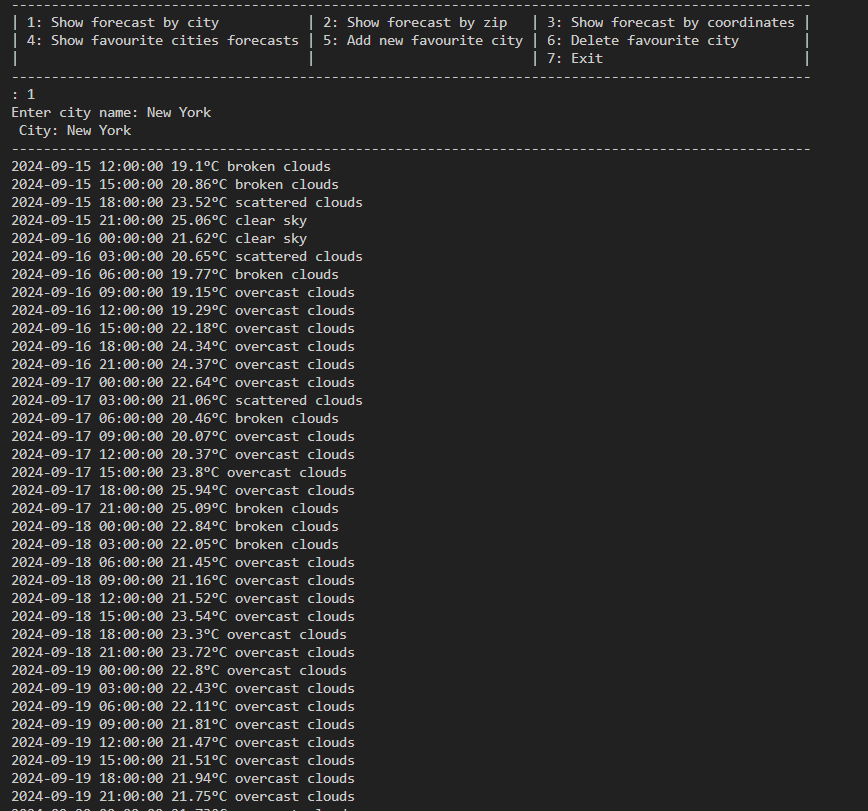 ---------------------------------------------------------------------------------------------------
| 1: Show forecast by city           | 2: Show forecast by zip   | 3: Show forecast by coordinates |
| 4: Show favourite cities forecasts | 5: Add new favourite city | 6: Delete favourite city        |
|                                    |                           | 7: Exit                         |
---------------------------------------------------------------------------------------------------
: 1
Enter city name: New York
 City: New York
---------------------------------------------------------------------------------------------------
2024-09-15 12:00:00 19.1°C broken clouds
2024-09-15 15:00:00 20.86°C broken clouds
2024-09-15 18:00:00 23.52°C scattered clouds
2024-09-15 21:00:00 25.06°C clear sky
2024-09-16 00:00:00 21.62°C clear sky
2024-09-16 03:00:00 20.65°C scattered clouds
2024-09-16 06:00:00 19.77°C broken clouds
2024-09-16 09:00:00 19.15°C overcast clouds
2024-09-16 12:00:00 19.29°C overcast clouds
2024-09-16 15:00:00 22.18°C overcast clouds
2024-09-16 18:00:00 24.34°C overcast clouds
2024-09-16 21:00:00 24.37°C overcast clouds
2024-09-17 00:00:00 22.64°C overcast clouds
2024-09-17 03:00:00 21.06°C scattered clouds
2024-09-17 06:00:00 20.46°C broken clouds
2024-09-17 09:00:00 20.07°C overcast clouds
2024-09-17 12:00:00 20.37°C overcast clouds
2024-09-17 15:00:00 23.8°C overcast clouds
2024-09-17 18:00:00 25.94°C overcast clouds
2024-09-17 21:00:00 25.09°C broken clouds
2024-09-18 00:00:00 22.84°C broken clouds
2024-09-18 03:00:00 22.05°C broken clouds
2024-09-18 06:00:00 21.45°C overcast clouds
2024-09-18 09:00:00 21.16°C overcast clouds
2024-09-18 12:00:00 21.52°C overcast clouds
2024-09-18 15:00:00 23.54°C overcast clouds
2024-09-18 18:00:00 23.3°C overcast clouds
2024-09-18 21:00:00 23.72°C overcast clouds
2024-09-19 00:00:00 22.8°C overcast clouds
2024-09-19 03:00:00 22.43°C overcast clouds
2024-09-19 06:00:00 22.11°C overcast clouds
2024-09-19 09:00:00 21.81°C overcast clouds
2024-09-19 12:00:00 21.47°C overcast clouds
2024-09-19 15:00:00 21.51°C overcast clouds
2024-09-19 18:00:00 21.94°C overcast clouds
2024-09-19 21:00:00 21.75°C overcast clouds